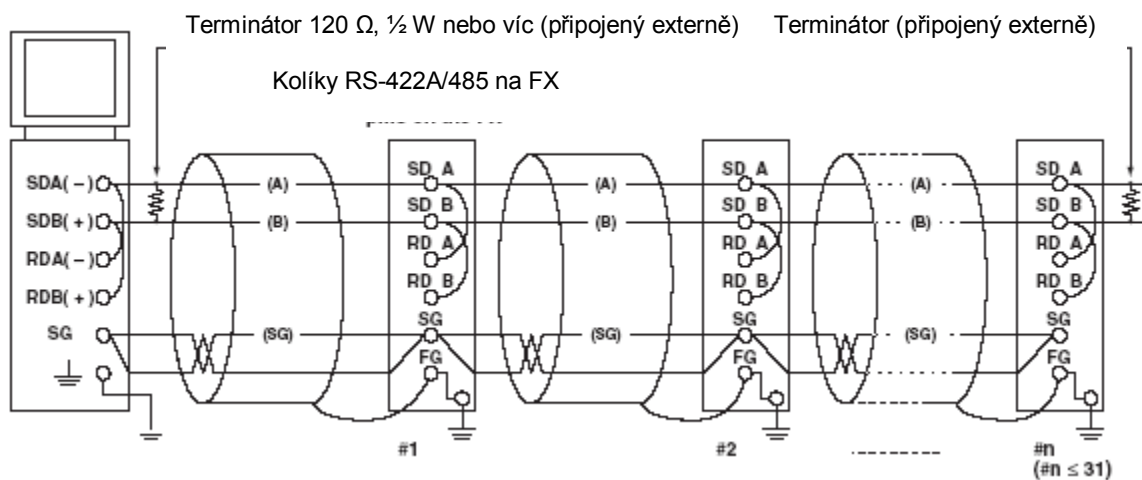 Terminátor 120 Ω, ½ W nebo víc (připojený externě) Terminátor (připojený externě)
Kolíky RS-422A/485 na FX
SDA(-) (A) SD A (A) SD A (A) SD A
SDB(+) (B) SD B (B) SD B (B) SD B
RDA(-) RD A RD A RD A
RDB(+) RD B RD B RD B
SG (SG) SG (SG) SG (SG) SG
FG FG FG
#1 #2 #n
(#n ≤ 31)